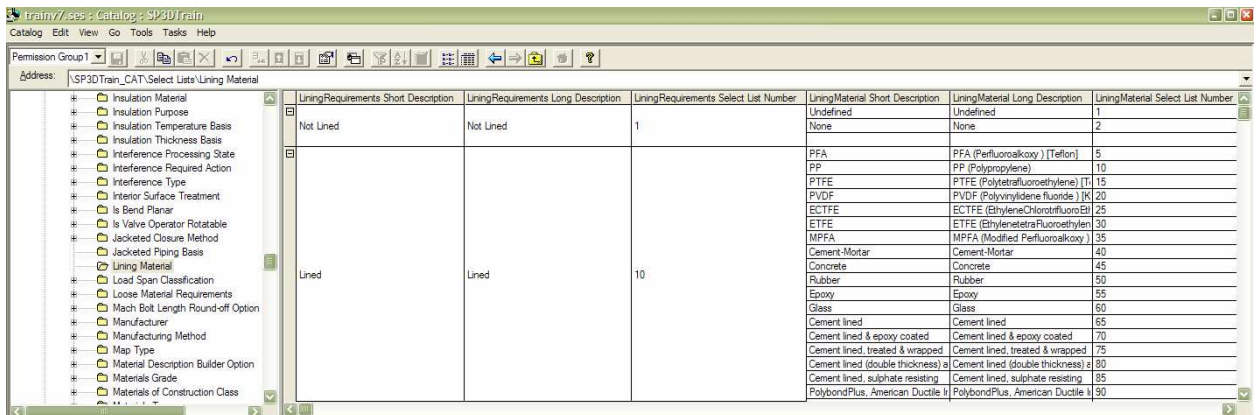 trainv7.ses : Catalog : SP3DTrain
Catalog Edit View Go Tools Tasks Help
Permission Group1
Address: \SP3DTrain_CAT\Select Lists\Lining Material
Insulation Material
Insulation Purpose
Insulation Temperature Basis
Insulation Thickness Basis
Interference Processing State
Interference Required Action
Interference Type
Interior Surface Treatment
Is Bend Planar
Is Valve Operator Rotatable
Jacketed Closure Method
Jacketed Piping Basis
Lining Material
Load Span Classification
Loose Material Requirements
Mach Bolt Length Round-off Option
Manufacturer
Manufacturing Method
Map Type
Material Description Builder Option
Materials Grade
Materials of Construction Class
LiningRequirements Short Description LiningRequirements Long Description LiningRequirements Select List Number LiningMaterial Short Description LiningMaterial Long Description LiningMaterial Select List Number
Undefined Undefined 1
Not Lined Not Lined 1 None None 2
PFA PFA (Perfluoroalkoxy ) [Teflon] 5
PP PP (Polypropylene) 10
PTFE PTFE (Polytetrafluoroethylene) [T 15
PVDF PVDF (Polyvinylidene fluoride ) [K 20
ECTFE ECTFE (EthyleneChlorotrifluoroEtl 25
ETFE ETFE (EthylenetetraFluoroethylen 30
MPFA MPFA (Modified Perfluoroalkoxy ) 35
Cement-Mortar Cement-Mortar 40
Concrete Concrete 45
Lined Lined 10 Rubber Rubber 50
Epoxy Epoxy 55
Glass Glass 60
Cement lined Cement lined 65
Cement lined & epoxy coated Cement lined & epoxy coated 70
Cement lined, treated & wrapped Cement lined, treated & wrapped 75
Cement lined (double thickness) a Cement lined (double thickness) a 80
Cement lined, sulphate resisting Cement lined, sulphate resisting 85
PolybondPlus, American Ductile Ir PolybondPlus, American Ductile Ir 90